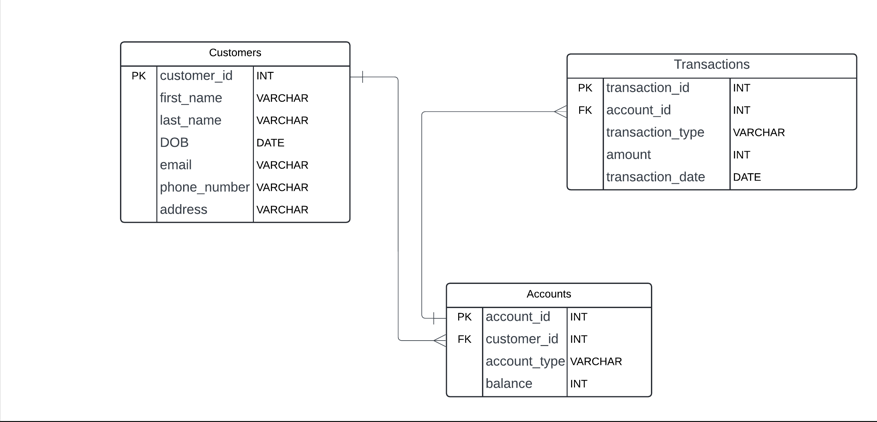 Customers
PK customer_id INT
first_name VARCHAR
last_name VARCHAR
DOB DATE
email VARCHAR
phone_number VARCHAR
address VARCHAR
Transactions
PK transaction_id INT
FK account_id INT
transaction_type VARCHAR
amount INT
transaction_date DATE
Accounts
PK account_id INT
FK customer_id INT
account_type VARCHAR
balance INT